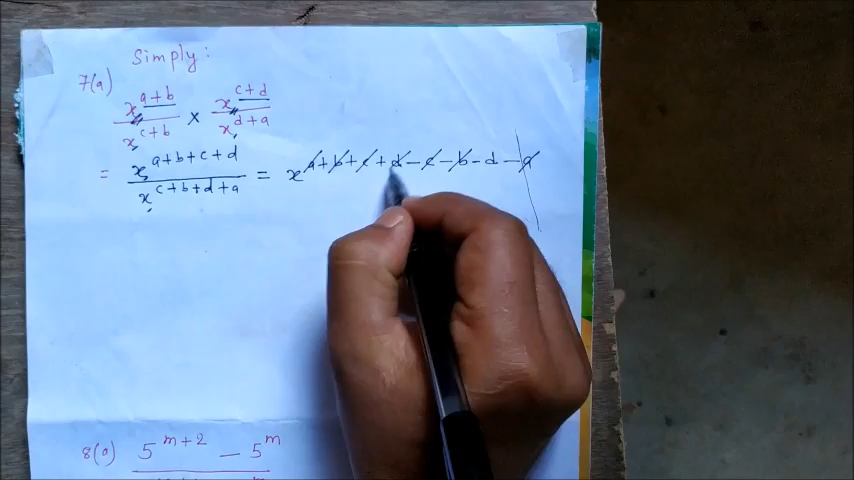 Simply:
7(a) x^{a+b}/x^{c+b} × x^{c+d}/x^{d+a}
= x^{a+b+c+d}/x^{c+b+d+a} = x^{a+b+c+d-c-b-d-a}
8(a) 5^{m+2} - 5^{m}